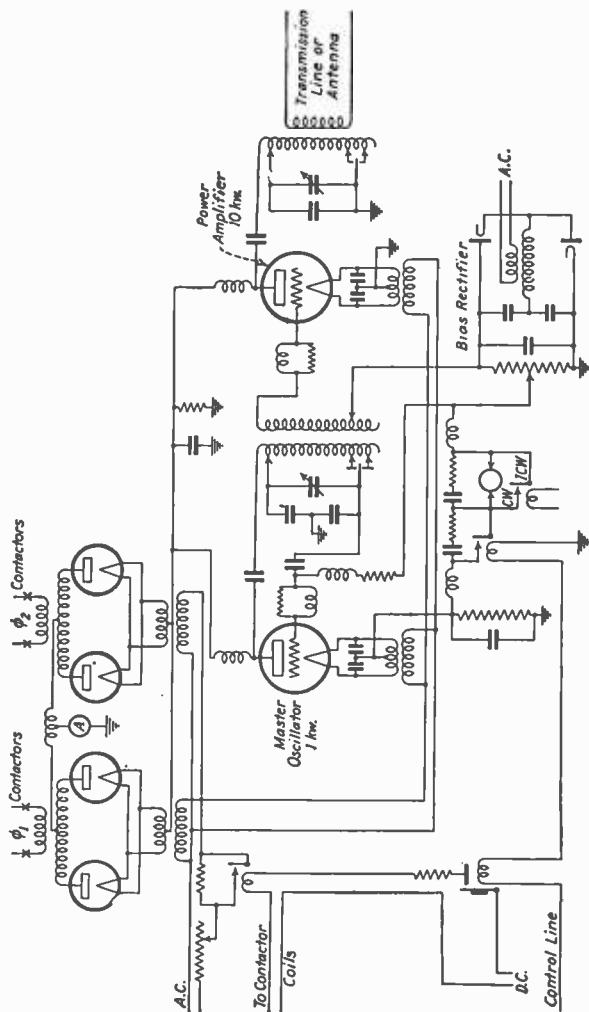 Transmission
Line or
Antenna
Power
Amplifier
10 kw.
A.C.
Bias Rectifier
ϕ2 Contactors
ϕ1 Contactors
A
Master
Oscillator
1 kw.
CW
ICW
A.C.
To Contactor
Coils
D.C.
Control Line